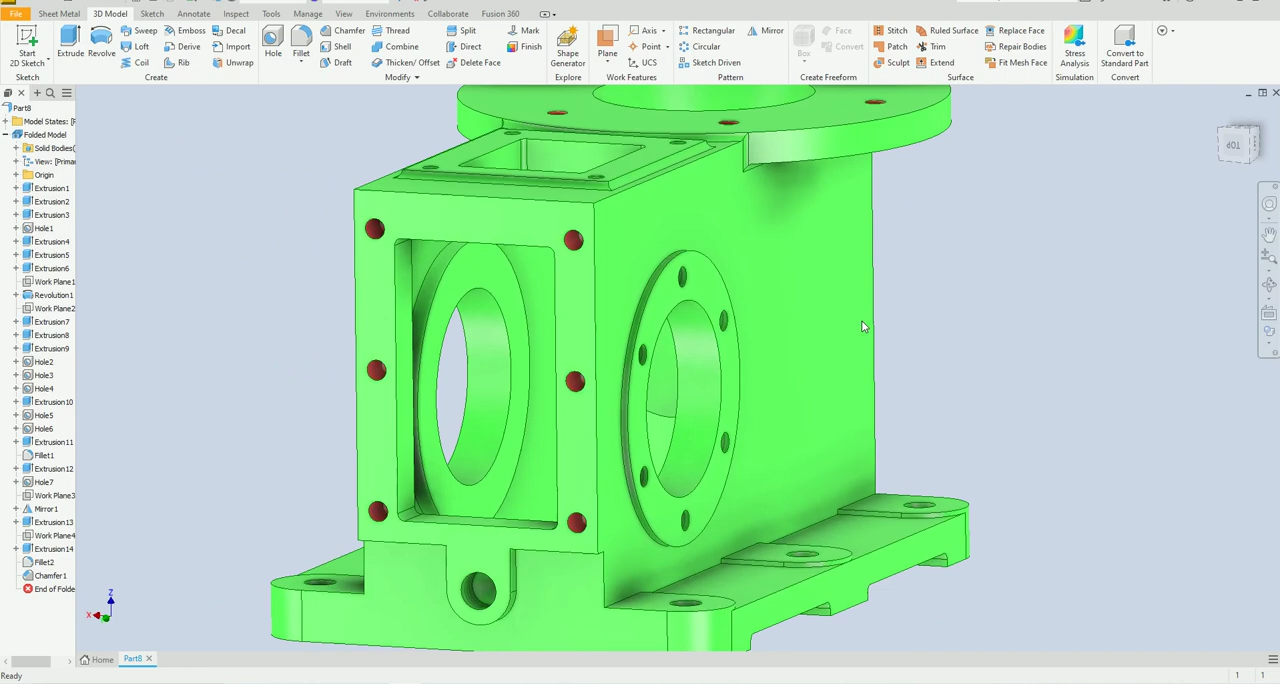 File Sheet Metal 3D Model Sketch Annotate Inspect Tools Manage View Environments Collaborate Fusion 360
Start
2D Sketch
Sketch
Extrude
Revolve
Sweep
Loft
Coil
Emboss
Derive
Rib
Decal
Import
Unwrap
Create
Hole
Fillet
Chamfer
Shell
Draft
Thread
Combine
Thicken/ Offset
Split
Direct
Delete Face
Mark
Finish
Modify
Shape
Generator
Explore
Plane
Axis
Point
UCS
Work Features
Rectangular
Circular
Sketch Driven
Mirror
Pattern
Box
Face
Convert
Create Freeform
Stitch
Patch
Sculpt
Ruled Surface
Trim
Extend
Replace Face
Repair Bodies
Fit Mesh Face
Surface
Stress
Analysis
Simulation
Convert to
Standard Part
Convert
Part8
Model States: [P
Folded Model
Solid Bodies(
View: [Prima
Origin
Extrusion1
Extrusion2
Extrusion3
Hole1
Extrusion4
Extrusion5
Extrusion6
Work Plane1
Revolution1
Work Plane2
Extrusion7
Extrusion8
Extrusion9
Hole2
Hole3
Hole4
Extrusion10
Hole5
Hole6
Extrusion11
Fillet1
Extrusion12
Hole7
Work Plane3
Mirror1
Extrusion13
Work Plane4
Extrusion14
Fillet2
Chamfer1
End of Folde
TOP
Z
X
Home Part8
Ready 1 1